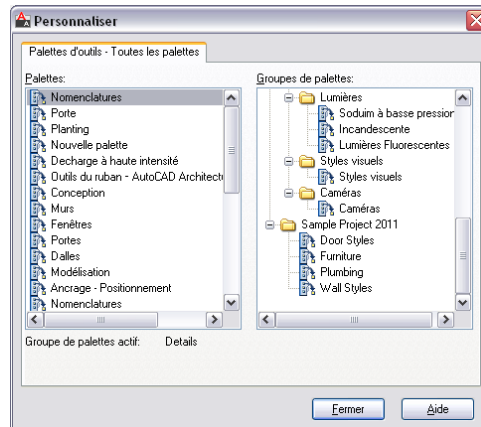 Personnaliser
Palettes d'outils - Toutes les palettes
Palettes:
Nomenclatures
Porte
Planting
Nouvelle palette
Decharge à haute intensité
Outils du ruban - AutoCAD Architectu
Conception
Murs
Fenêtres
Portes
Dalles
Modélisation
Ancrage - Positionnement
Nomenclatures
Groupes de palettes:
Lumières
Soduim à basse pression
Incandescente
Lumières Fluorescentes
Styles visuels
Styles visuels
Caméras
Caméras
Sample Project 2011
Door Styles
Furniture
Plumbing
Wall Styles
Groupe de palettes actif: Details
Fermer
Aide